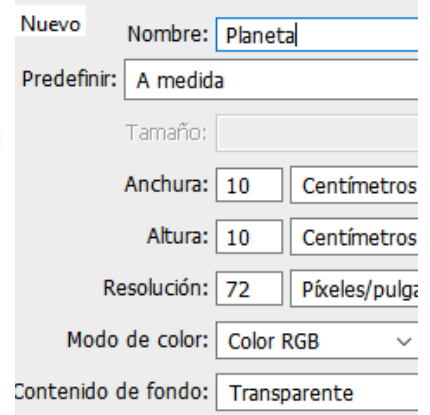 Nuevo
Nombre: Planeta
Predefinir: A medida
Tamaño:
Anchura: 10 Centímetros
Altura: 10 Centímetros
Resolución: 72 Píxeles/pulga
Modo de color: Color RGB
Contenido de fondo: Transparente